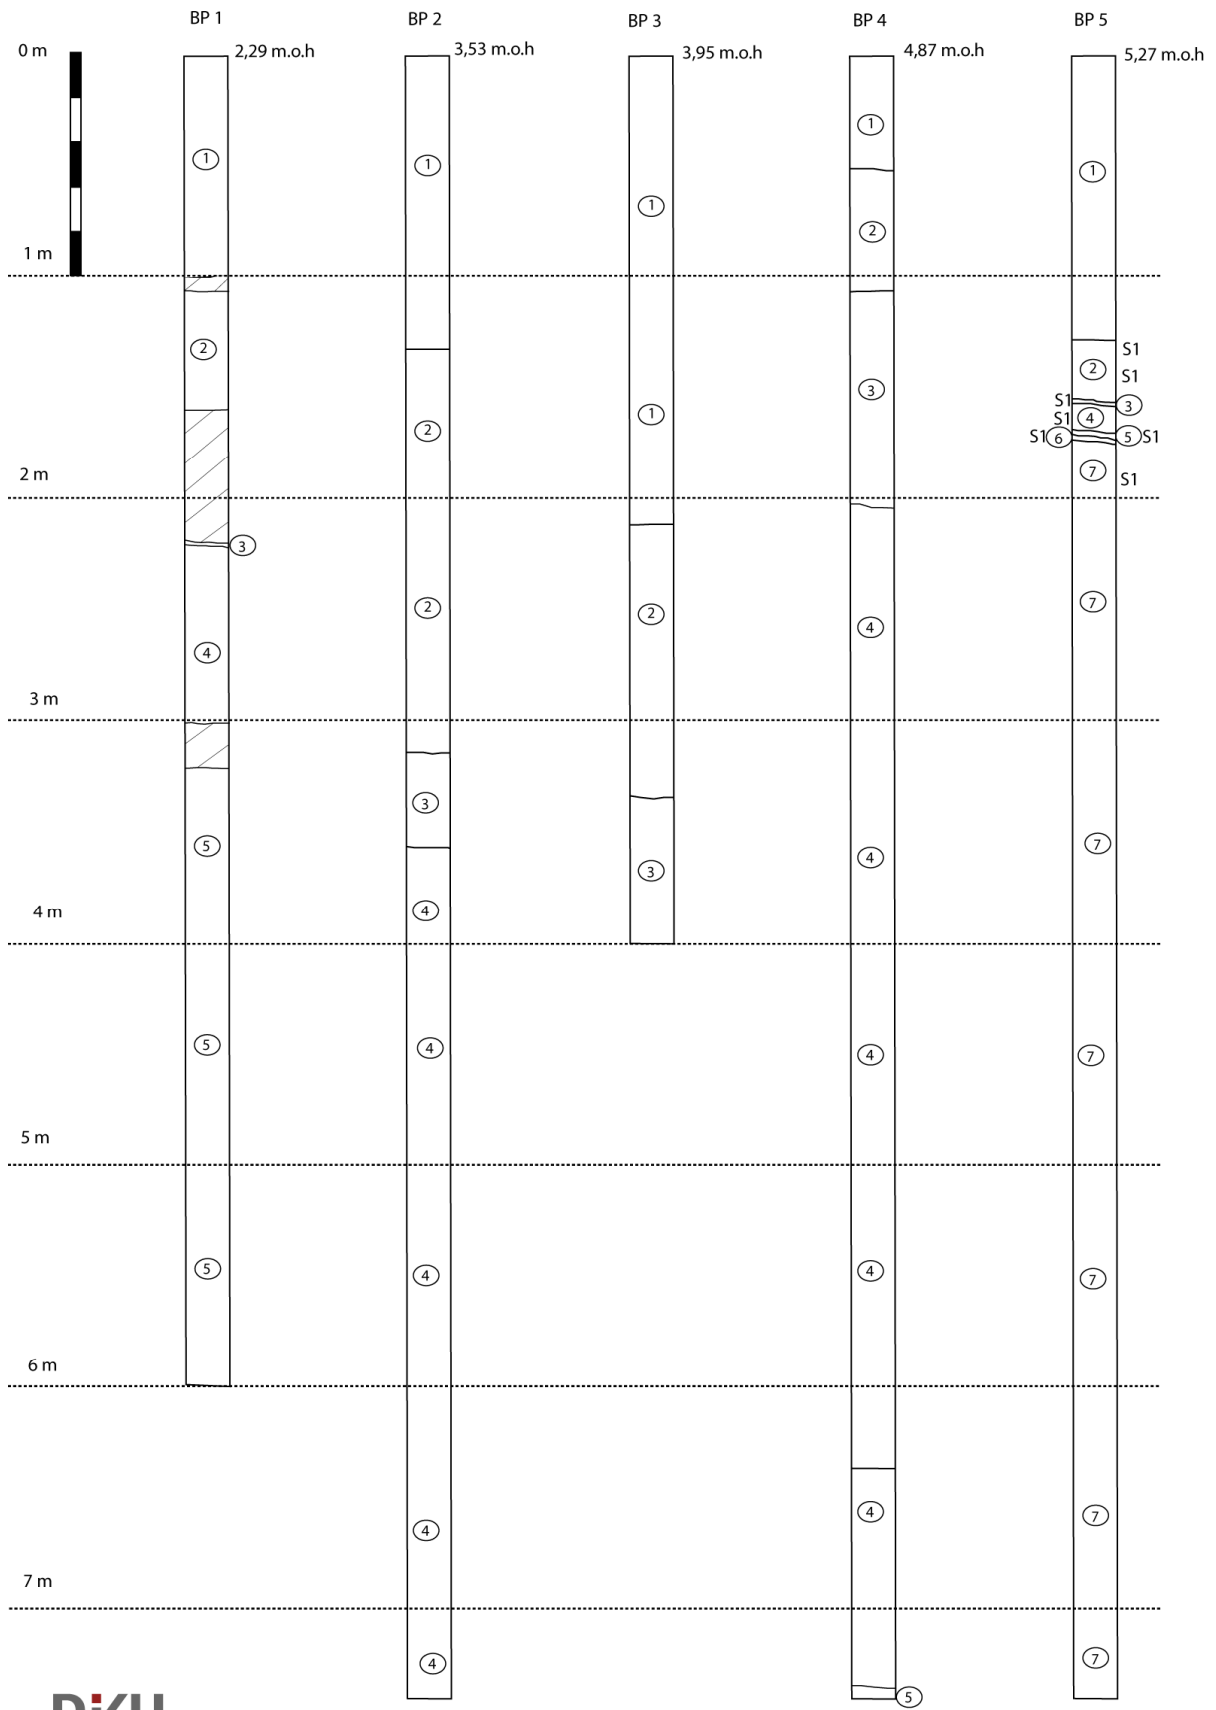 BP 1 BP 2 BP 3 BP 4 BP 5
0 m 2,29 m.o.h 3,53 m.o.h 3,95 m.o.h 4,87 m.o.h 5,27 m.o.h
1
1 1 1 1
1
2
1 m
2 2 S1
2 S1
3
S1 3
1 S1 4
2 S1 6 5 S1
2 m 7 S1
3
2 2 4 7
4
3 m
3
5 4 7
3
4 m 4
5 4 4 7
5 m
5 4 4 7
6 m
4 4 7
7 m
4 7
5